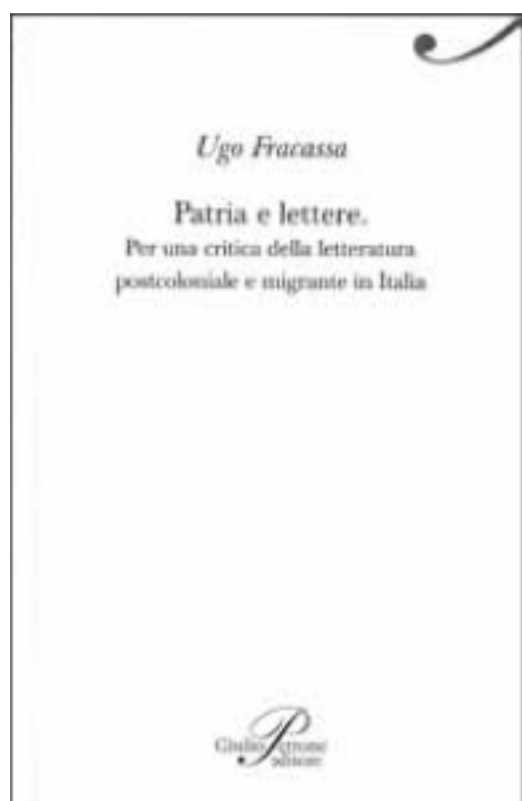 Ugo Fracassa
Patria e lettere.
Per una critica della letteratura
postcoloniale e migrante in Italia
Giulio Perrone
Editore